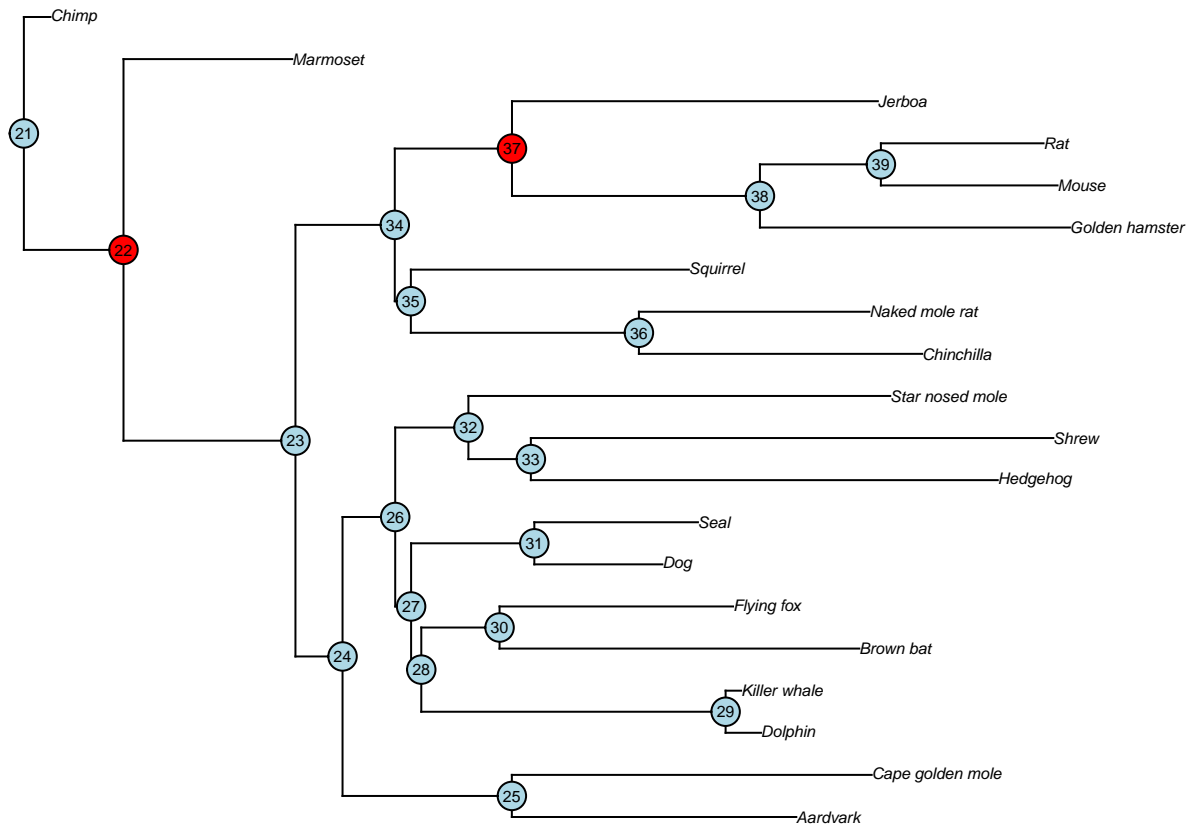 Chimp
Marmoset
Jerboa
21
Rat
37
39
Mouse
38
34
Golden hamster
22
Squirrel
35
Naked mole rat
36
Chinchilla
Star nosed mole
32
23
Shrew
33
Hedgehog
26
Seal
31
Dog
27
Flying fox
30
Brown bat
24
28
Killer whale
29
Dolphin
Cape golden mole
25
Aardvark